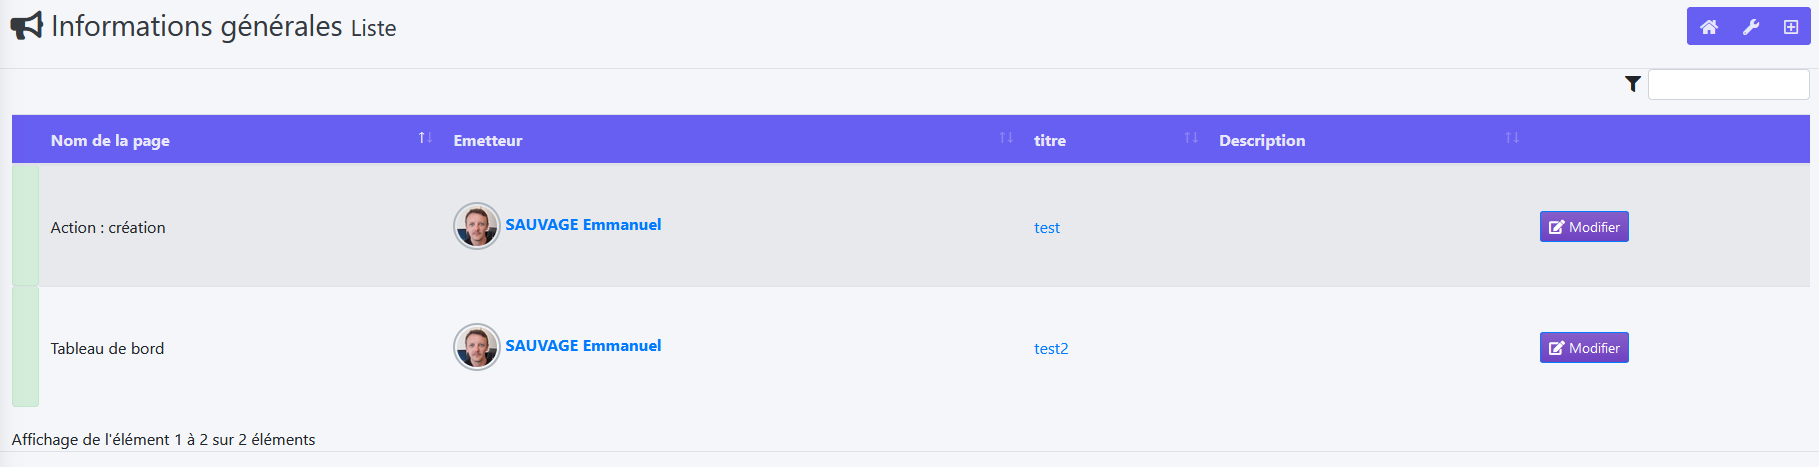 Informations générales Liste
Nom de la page Emetteur titre Description
Action : création SAUVAGE Emmanuel test Modifier
Tableau de bord SAUVAGE Emmanuel test2 Modifier
Affichage de l'élément 1 à 2 sur 2 éléments